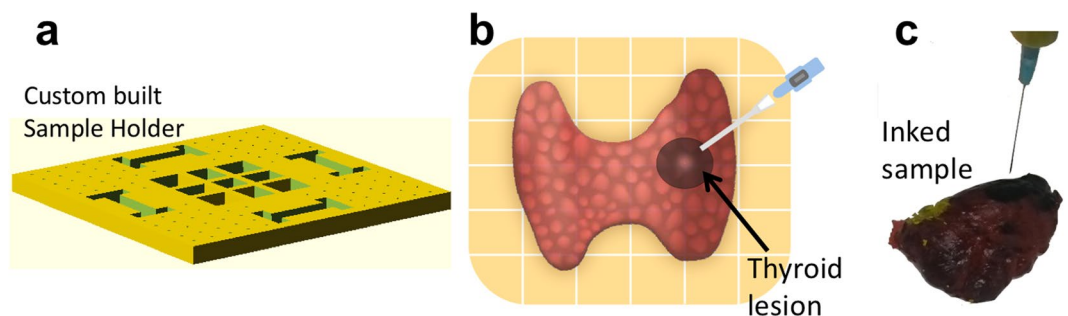 a
Custom built
Sample Holder
b
Thyroid
lesion
c
Inked
sample